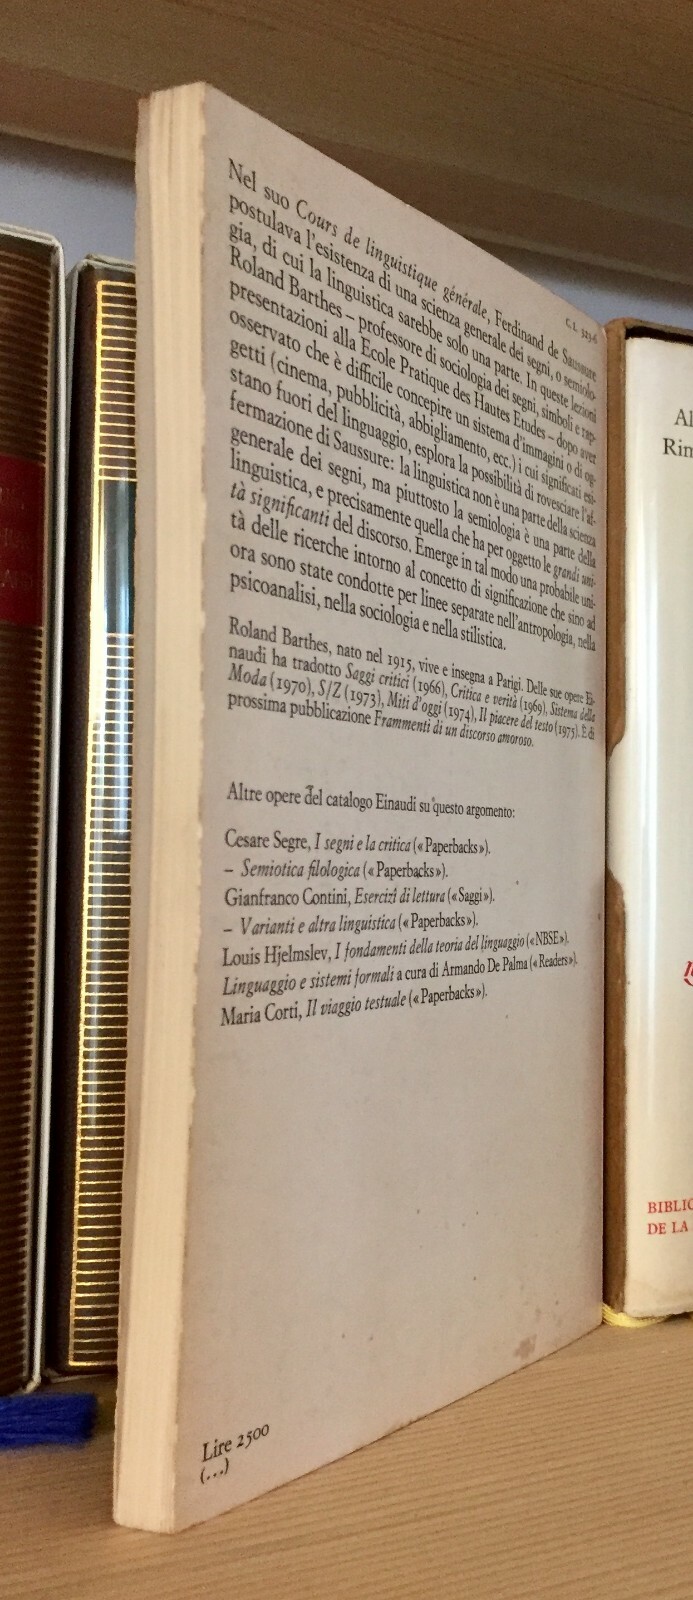 C.L. 323-6
Nel suo Cours de linguistique générale, Ferdinand de Saussure
postulava l'esistenza di una scienza generale dei segni, o semiolo-
gia, di cui la linguistica sarebbe solo una parte. In queste lezioni
Roland Barthes – professore di sociologia dei segni, simboli e rap-
presentazioni alla Ecole Pratique des Hautes Etudes – dopo aver
osservato che è difficile concepire un sistema d'immagini o di og-
getti (cinema, pubblicità, abbigliamento, ecc.) i cui significati esi-
stano fuori del linguaggio, esplora la possibilità di rovesciare l'af-
fermazione di Saussure: la linguistica non è una parte della scienza
generale dei segni, ma piuttosto la semiologia è una parte della
linguistica, e precisamente quella che ha per oggetto le grandi uni-
tà significanti del discorso. Emerge in tal modo una probabile uni-
tà delle ricerche intorno al concetto di significazione che sino ad
ora sono state condotte per linee separate nell'antropologia, nella
psicoanalisi, nella sociologia e nella stilistica.
Roland Barthes, nato nel 1915, vive e insegna a Parigi. Delle sue opere Ei-
naudi ha tradotto Saggi critici (1966), Critica e verità (1969), Sistema della
Moda (1970), S/Z (1973), Miti d'oggi (1974), Il piacere del testo (1975). È di
prossima pubblicazione Frammenti di un discorso amoroso.
Altre opere del catalogo Einaudi su questo argomento:
Cesare Segre, I segni e la critica («Paperbacks»).
– Semiotica filologica («Paperbacks»).
Gianfranco Contini, Esercizî di lettura («Saggi»).
– Varianti e altra linguistica («Paperbacks»).
Louis Hjelmslev, I fondamenti della teoria del linguaggio («NBSE»).
Linguaggio e sistemi formali a cura di Armando De Palma («Readers»).
Maria Corti, Il viaggio testuale («Paperbacks»).
Lire 2500
(...)
Al
Rim
BIBLIO
DE LA